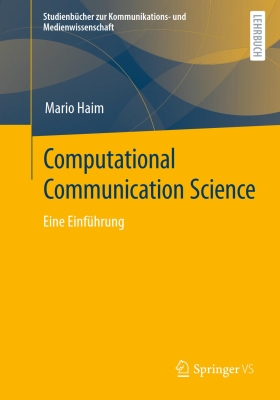 Studienbücher zur Kommunikations- und
Medienwissenschaft
LEHRBUCH
Mario Haim
Computational
Communication Science
Eine Einführung
Springer VS